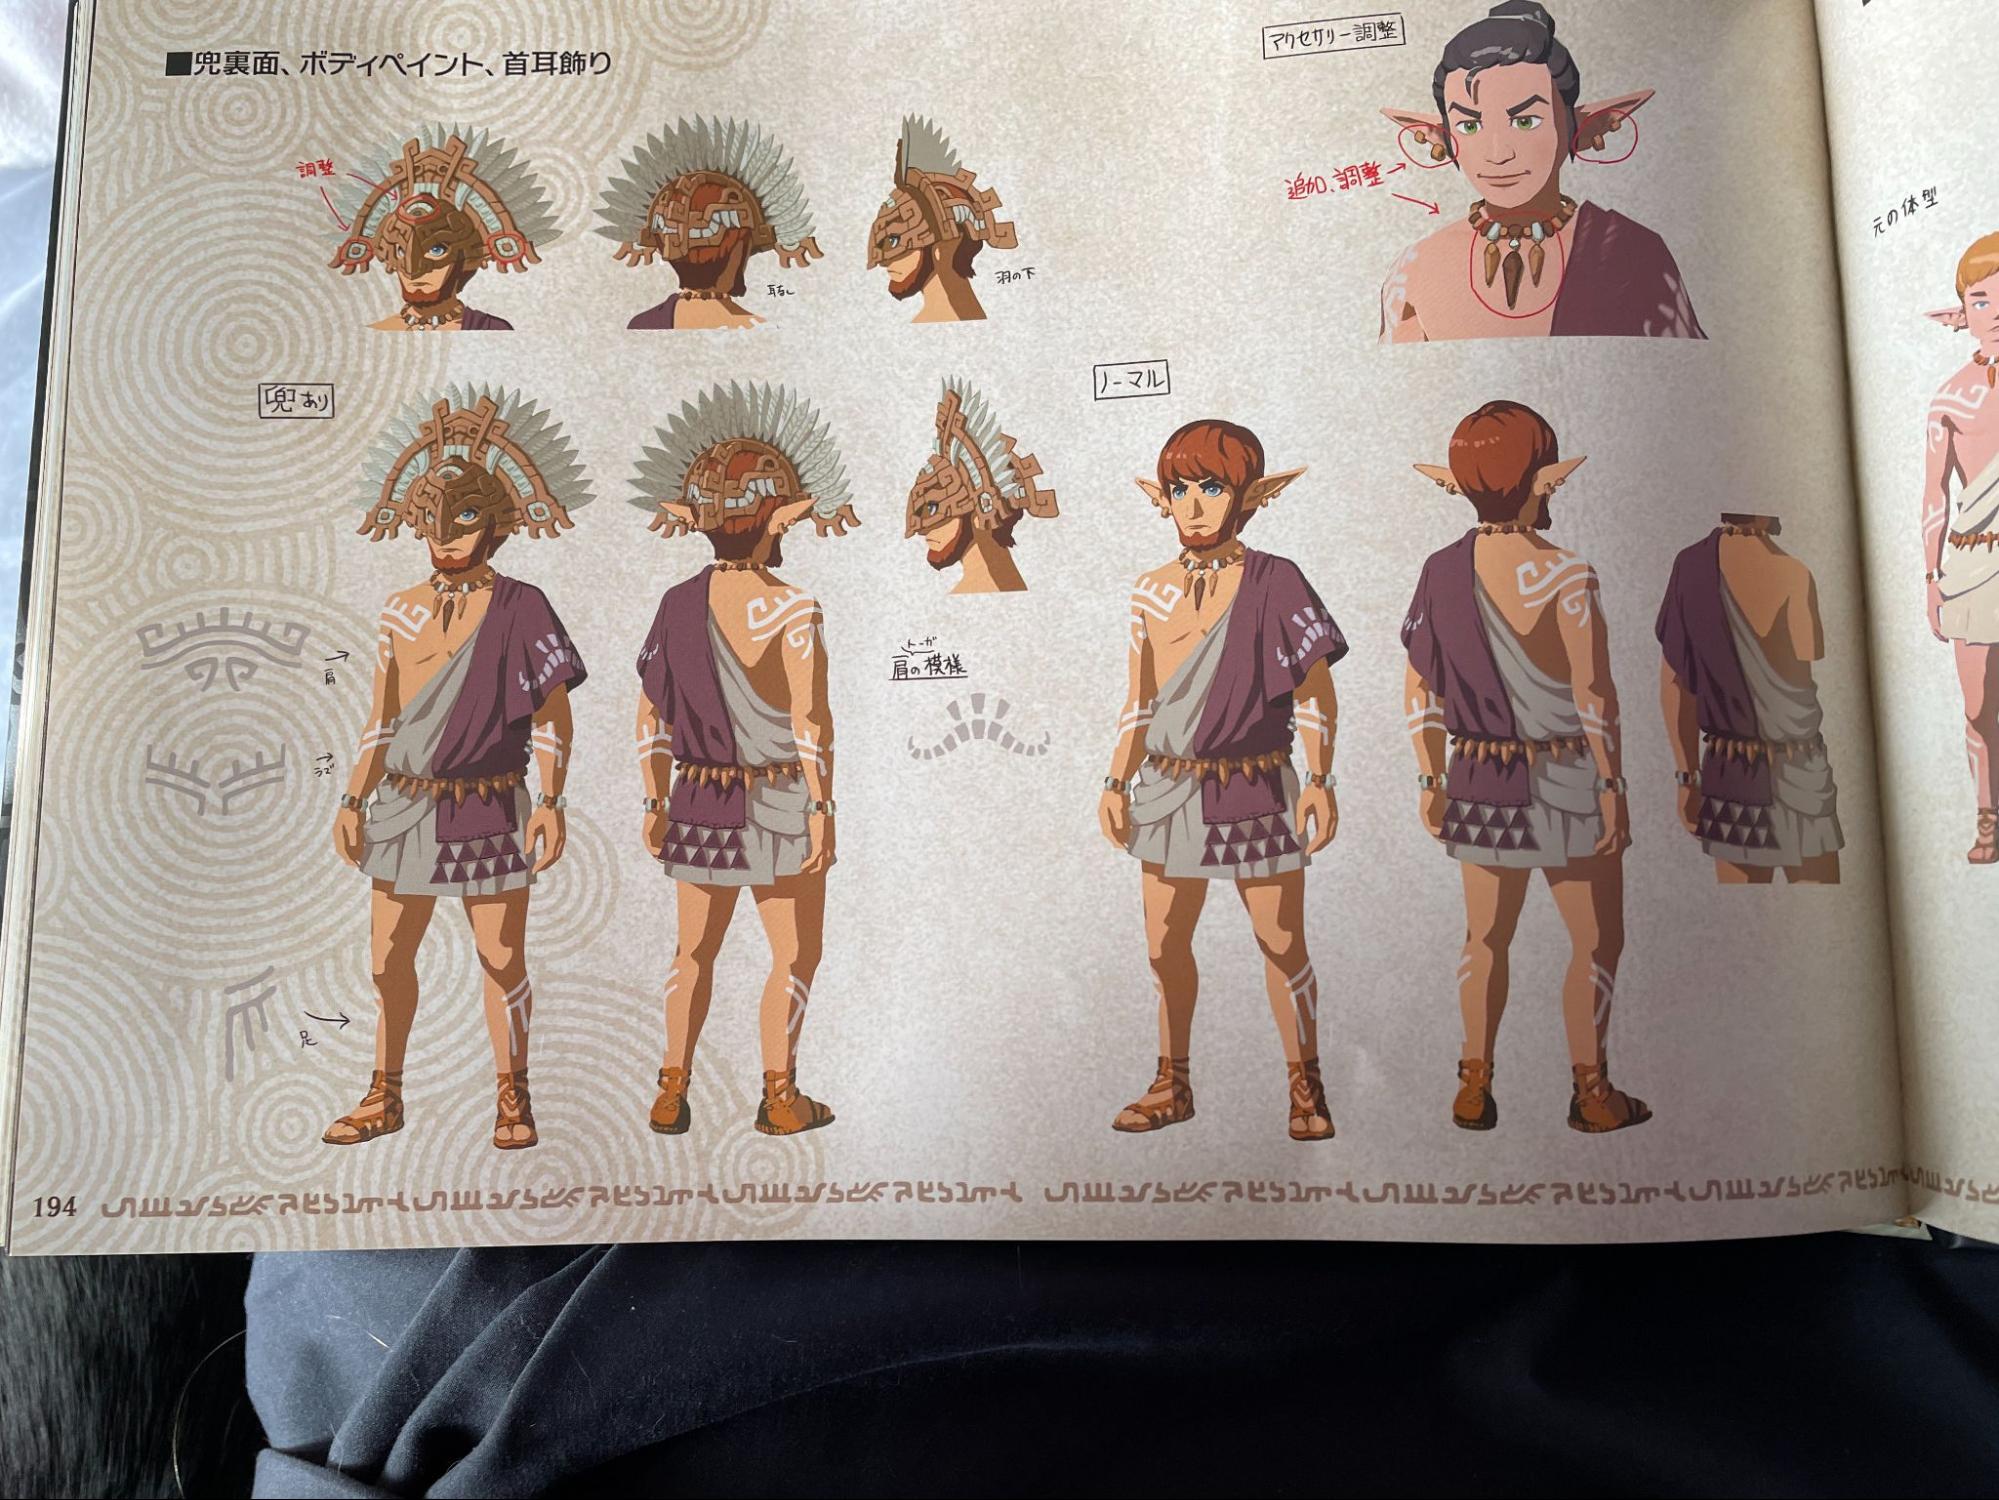 ■兜裏面、ボディペイント、首耳飾り
アクセサリー調整
調整
追加、調整
耳なし
羽の下
元の体型
兜あり
ノーマル
トーガ
肩の模様
肩
うで
足
194